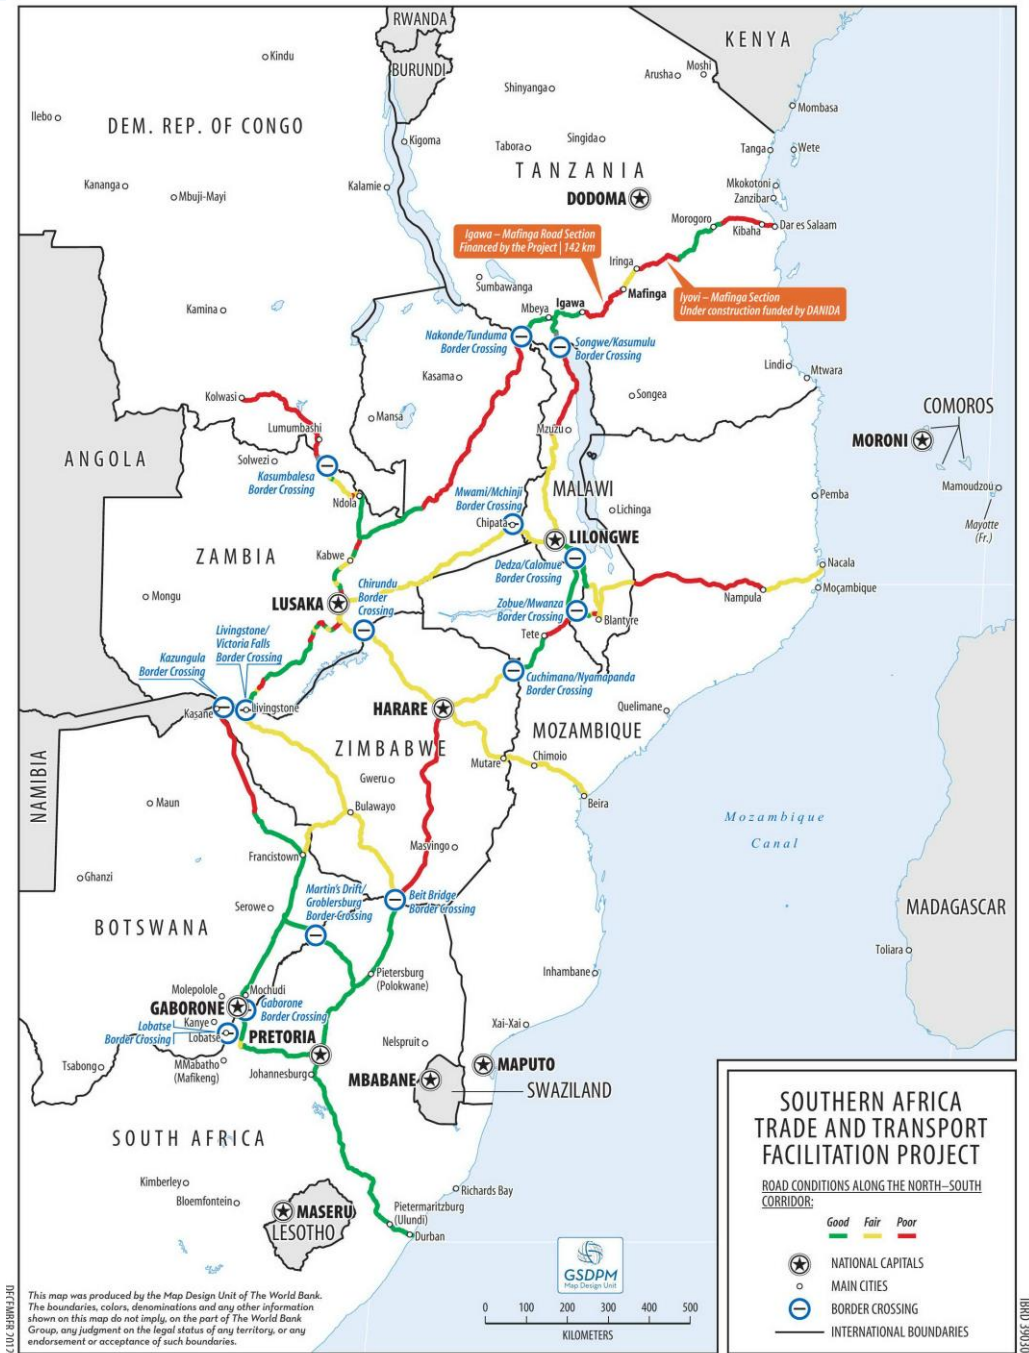 RWANDA
KENYA
BURUNDI
Kindu
Arusha
Moshi
Shinyanga
Mombasa
Ilebo
DEM. REP. OF CONGO
Kigoma
Tabora
Singida
Tanga
Wete
TANZANIA
Kananga
Mbuji-Mayi
Kalamie
DODOMA
Mkokotoni
Zanzibar
Morogoro
Kibaha
Dar es Salaam
Igawa – Mafinga Road Section
Financed by the Project | 142 km
Iringa
Sumbawanga
Mafinga
Iyovi – Mafinga Section
Under construction funded by DANIDA
Kamina
Mbeya
Igawa
Nakonde/Tunduma
Border Crossing
Songwe/Kasumulu
Border Crossing
Lindi
Mtwara
Kasama
Songea
Kolwasi
Mansa
COMOROS
Lumumbashi
Mzuzu
MORONI
ANGOLA
Solwezi
Kasumbalesa
Border Crossing
Mamoudzou
Ndola
Mwami/Mchinji
Border Crossing
MALAWI
Pemba
Chipata
Lichinga
Mayotte
(Fr.)
LILONGWE
ZAMBIA
Kabwe
Dedza/Calomue
Border Crossing
Nacala
Chirundu
Border
Crossing
Mongu
LUSAKA
Nampula
Moçambique
Zobue/Mwanza
Border Crossing
Blantyre
Tete
Livingstone/
Victoria Falls
Border Crossing
Kazungula
Border Crossing
Cuchimano/Nyamapanda
Border Crossing
Kasane
Livingstone
HARARE
Quelimane
MOZAMBIQUE
ZIMBABWE
Mutare
Chimoio
NAMIBIA
Gweru
Maun
Bulawayo
Beira
Mozambique
Canal
Masvingo
Francistown
Ghanzi
Martin's Drift/
Groblersburg
Border Crossing
Beit Bridge
Border Crossing
Serowe
MADAGASCAR
BOTSWANA
Toliara
Pietersburg
(Polokwane)
Inhambane
Molepolole
Mochudi
GABORONE
Gaborone
Border Crossing
Kanye
Lobatse
Border Crossing
Lobatse
PRETORIA
Xai-Xai
Nelspruit
Tsabong
MMabatho
(Mafikeng)
Johannesburg
MBABANE
MAPUTO
SWAZILAND
SOUTH AFRICA
Kimberley
Bloemfontein
Richards Bay
MASERU
LESOTHO
Pietermaritzburg
(Ulundi)
Durban
SOUTHERN AFRICA
TRADE AND TRANSPORT
FACILITATION PROJECT
ROAD CONDITIONS ALONG THE NORTH–SOUTH
CORRIDOR:
Good Fair Poor
NATIONAL CAPITALS
MAIN CITIES
BORDER CROSSING
INTERNATIONAL BOUNDARIES
GSDPM
Map Design Unit
0 100 200 300 400 500
KILOMETERS
This map was produced by the Map Design Unit of The World Bank.
The boundaries, colors, denominations and any other information
shown on this map do not imply, on the part of The World Bank
Group, any judgment on the legal status of any territory, or any
endorsement or acceptance of such boundaries.
DECEMBER 2012
IBRD 39030